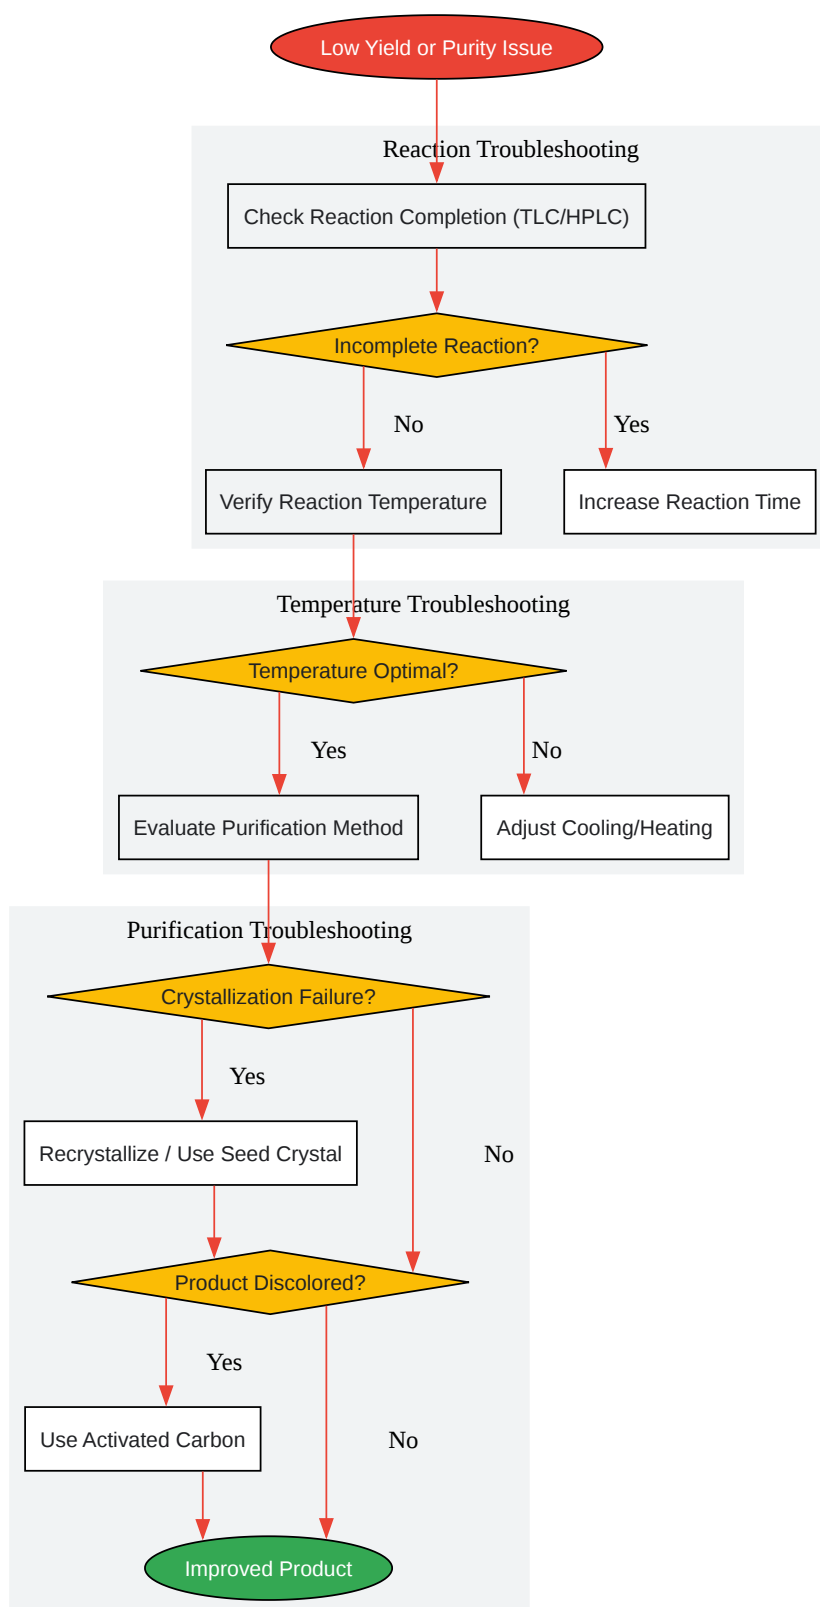 Low Yield or Purity Issue
Reaction Troubleshooting
Check Reaction Completion (TLC/HPLC)
Incomplete Reaction?
No
Yes
Verify Reaction Temperature
Increase Reaction Time
Temperature Troubleshooting
Temperature Optimal?
Yes
No
Evaluate Purification Method
Adjust Cooling/Heating
Purification Troubleshooting
Crystallization Failure?
Yes
Recrystallize / Use Seed Crystal
No
Product Discolored?
Yes
Use Activated Carbon
No
Improved Product